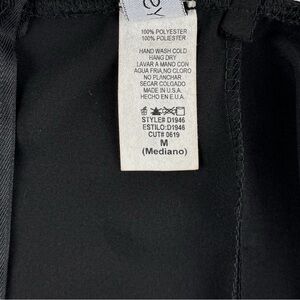 100% POLYESTER
100% POLIESTER
HAND WASH COLD
HANG DRY
LAVAR A MANO CON
AGUA FRIA,NO CLORO
NO PLANCHAR
SECAR COLGADO
MADE IN U.S.A.
HECHO EN E.U.A.
STYLE# D1946
ESTILO:D1946
CUT# 0619
M
(Mediano)